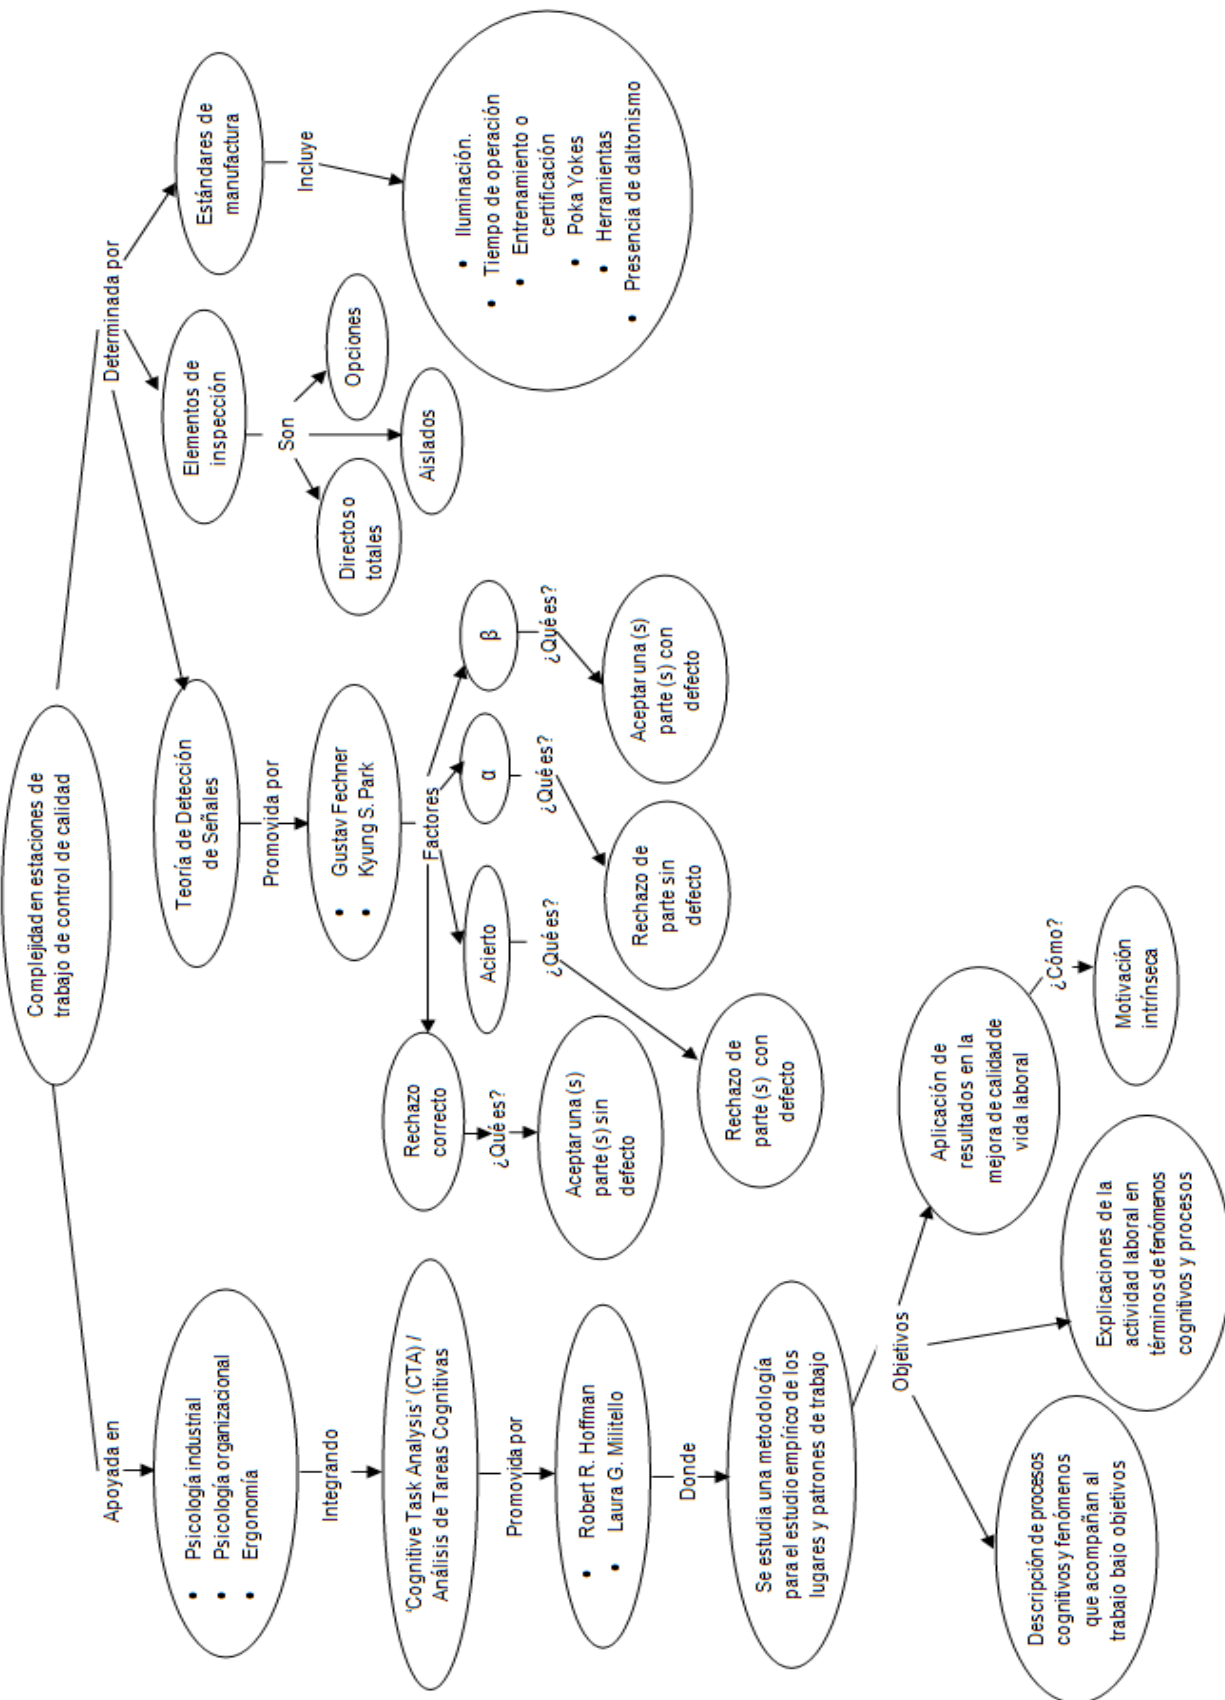 Complejidad en estaciones de
trabajo de control de calidad
Apoyada en
Determinada por
• Psicología industrial
• Psicología organizacional
• Ergonomía
Integrando
'Cognitive Task Analysis' (CTA) /
Análisis de Tareas Cognitivas
Promovida por
• Robert R. Hoffman
• Laura G. Militello
Donde
Se estudia una metodología
para el estudio empírico de los
lugares y patrones de trabajo
Objetivos
Descripción de procesos
cognitivos y fenómenos
que acompañan al
trabajo bajo objetivos
Explicaciones de la
actividad laboral en
términos de fenómenos
cognitivos y procesos
Aplicación de
resultados en la
mejora de calidad de
vida laboral
¿Cómo?
Motivación
intrínseca
Teoría de Detección
de Señales
Promovida por
• Gustav Fechner
• Kyung S. Park
Factores
Rechazo
correcto
¿Qué es?
Aceptar una (s)
parte (s) sin
defecto
Acierto
¿Qué es?
Rechazo de
parte (s) con
defecto
α
¿Qué es?
Rechazo de
parte sin
defecto
β
¿Qué es?
Aceptar una (s)
parte (s) con
defecto
Elementos de
inspección
Son
Directos o
totales
Aislados
Opciones
Estándares de
manufactura
Incluye
• Iluminación.
• Tiempo de operación
• Entrenamiento o
certificación
• Poka Yokes
• Herramientas
• Presencia de daltonismo